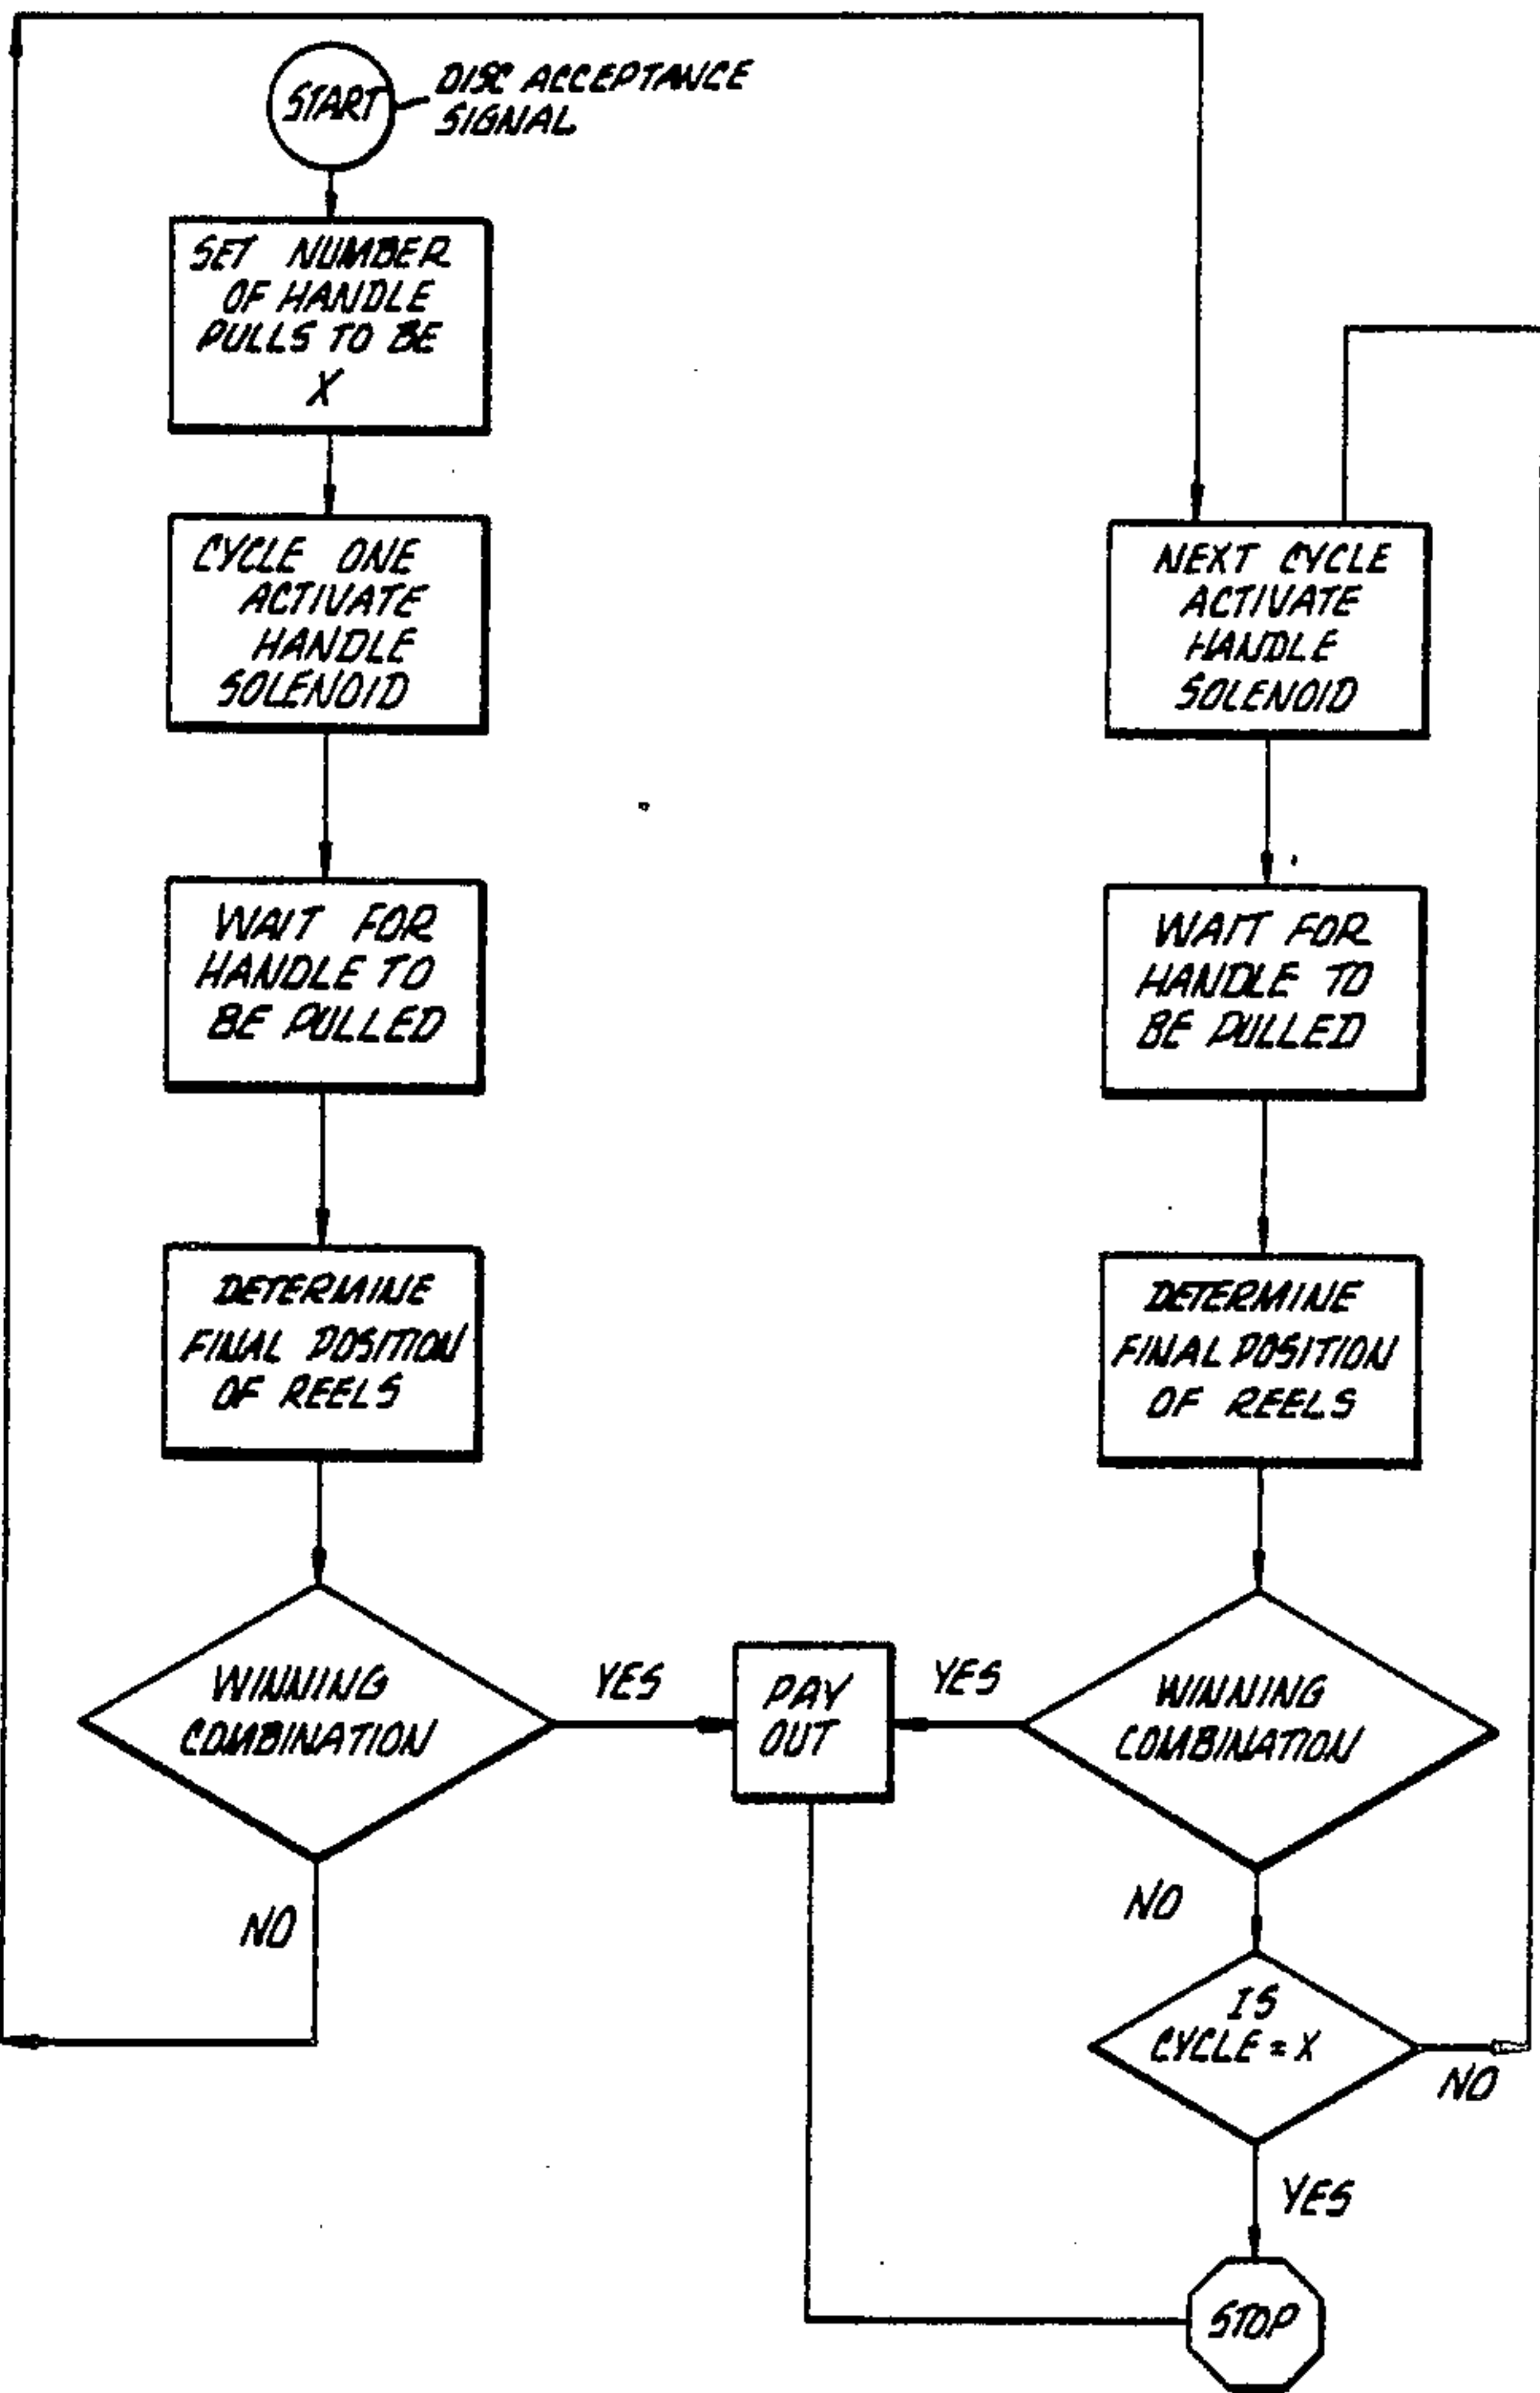 START
DISC ACCEPTANCE
SIGNAL
SET NUMBER
OF HANDLE
PULLS TO BE
X
CYCLE ONE
ACTIVATE
HANDLE
SOLENOID
WAIT FOR
HANDLE TO
BE PULLED
DETERMINE
FINAL POSITION
OF REELS
WINNING
COMBINATION
YES
NO
PAY
OUT
NEXT CYCLE
ACTIVATE
HANDLE
SOLENOID
WAIT FOR
HANDLE TO
BE PULLED
DETERMINE
FINAL POSITION
OF REELS
WINNING
COMBINATION
YES
NO
IS
CYCLE = X
NO
YES
STOP